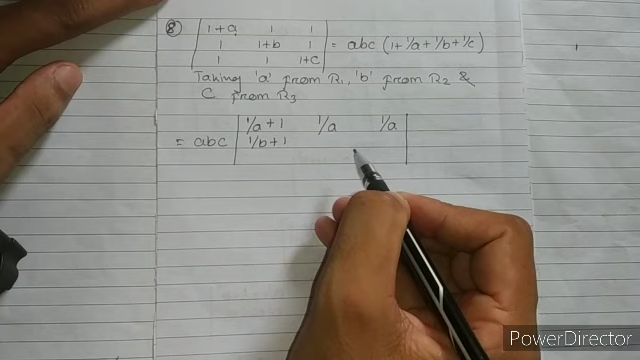 ⑧ | 1+a 1 1 |
| 1 1+b 1 | = abc (1+1/a+1/b+1/c)
| 1 1 1+c |
Taking 'a' from R1, 'b' from R2 &
C from R3
| 1/a+1 1/a 1/a |
= abc | 1/b+1
PowerDirector